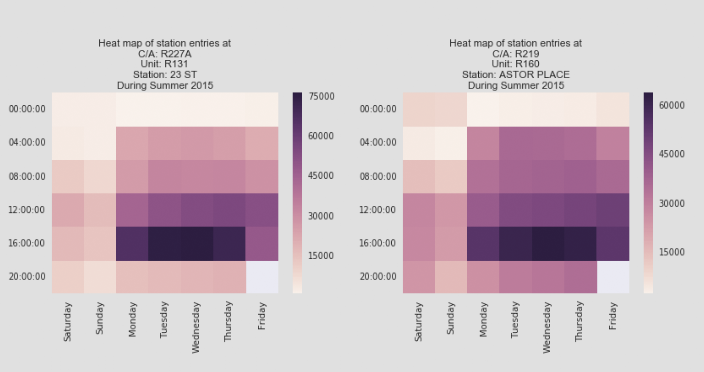 Heat map of station entries at
C/A: R227A
Unit: R131
Station: 23 ST
During Summer 2015
00:00:00
04:00:00
08:00:00
12:00:00
16:00:00
20:00:00
Saturday
Sunday
Monday
Tuesday
Wednesday
Thursday
Friday
75000
60000
45000
30000
15000
Heat map of station entries at
C/A: R219
Unit: R160
Station: ASTOR PLACE
During Summer 2015
00:00:00
04:00:00
08:00:00
12:00:00
16:00:00
20:00:00
Saturday
Sunday
Monday
Tuesday
Wednesday
Thursday
Friday
60000
45000
30000
15000